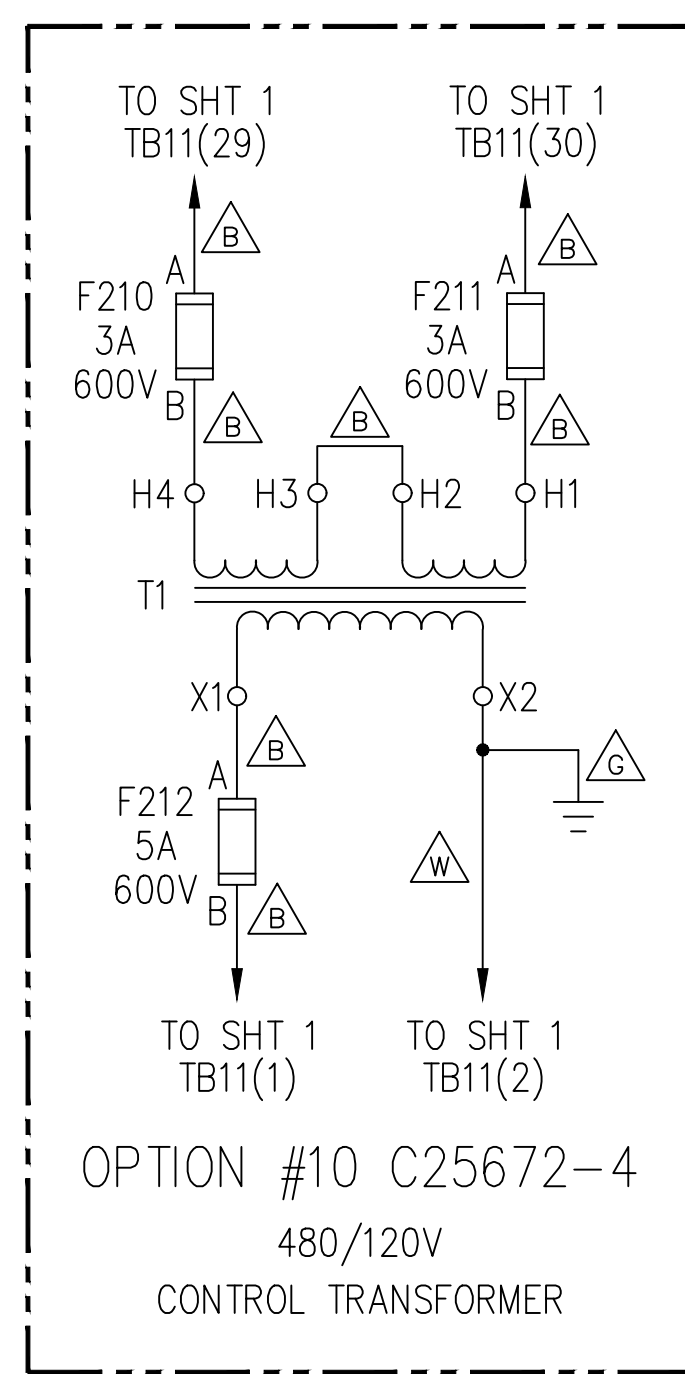 TO SHT 1
TB11(29)
TO SHT 1
TB11(30)
B
B
A
A
F210
3A
600V
F211
3A
600V
B
B
B
B
B
H4
H3
H2
H1
T1
X1
X2
B
G
A
F212
5A
600V
W
B
B
TO SHT 1
TB11(1)
TO SHT 1
TB11(2)
OPTION #10 C25672-4
480/120V
CONTROL TRANSFORMER